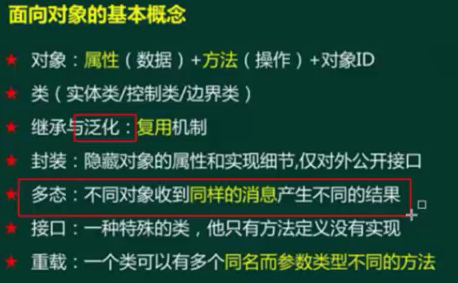 面向对象的基本概念
★ 对象：属性（数据）+方法（操作）+对象ID
★ 类（实体类/控制类/边界类）
★ 继承与泛化：复用机制
★ 封装：隐藏对象的属性和实现细节,仅对外公开接口
★ 多态：不同对象收到同样的消息产生不同的结果
★ 接口：一种特殊的类，他只有方法定义没有实现
★ 重载：一个类可以有多个同名而参数类型不同的方法